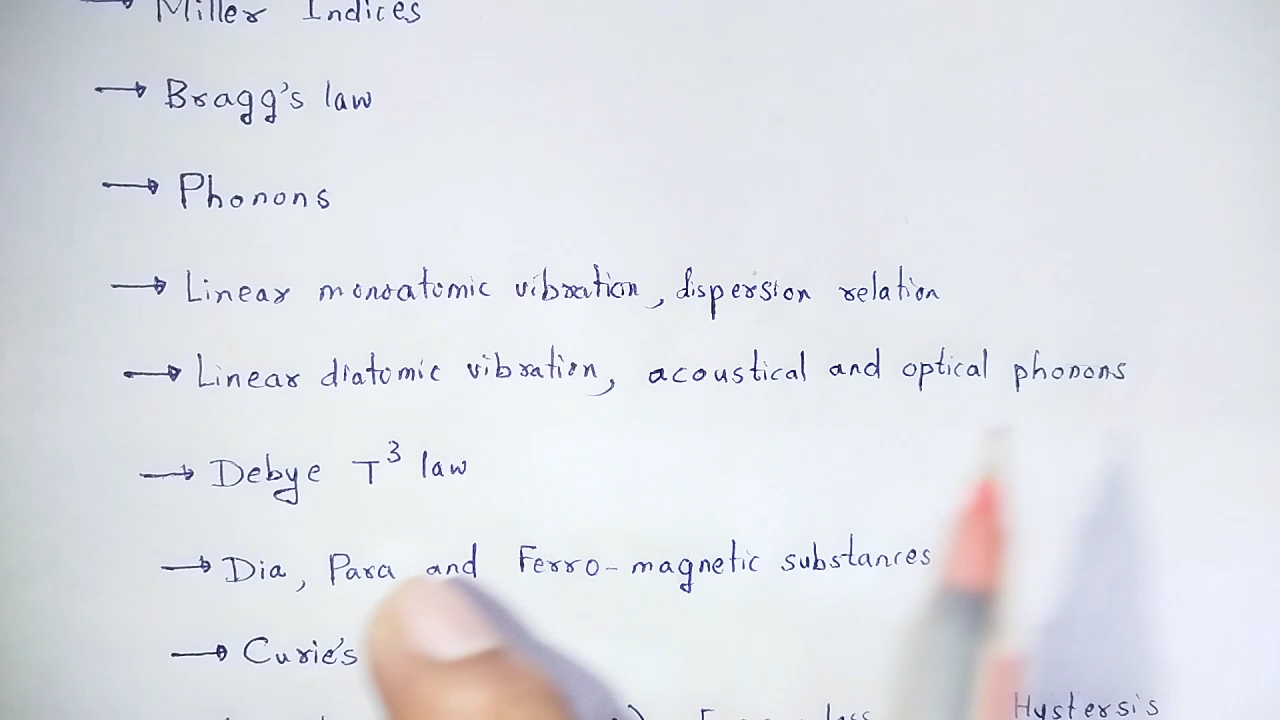 → Miller Indices
→ Bragg's law
→ Phonons
→ Linear monoatomic vibration, dispersion relation
→ Linear diatomic vibration, acoustical and optical phonons
→ Debye T³ law
→ Dia, Para and Ferro-magnetic substances
→ Curie's
Hystersis